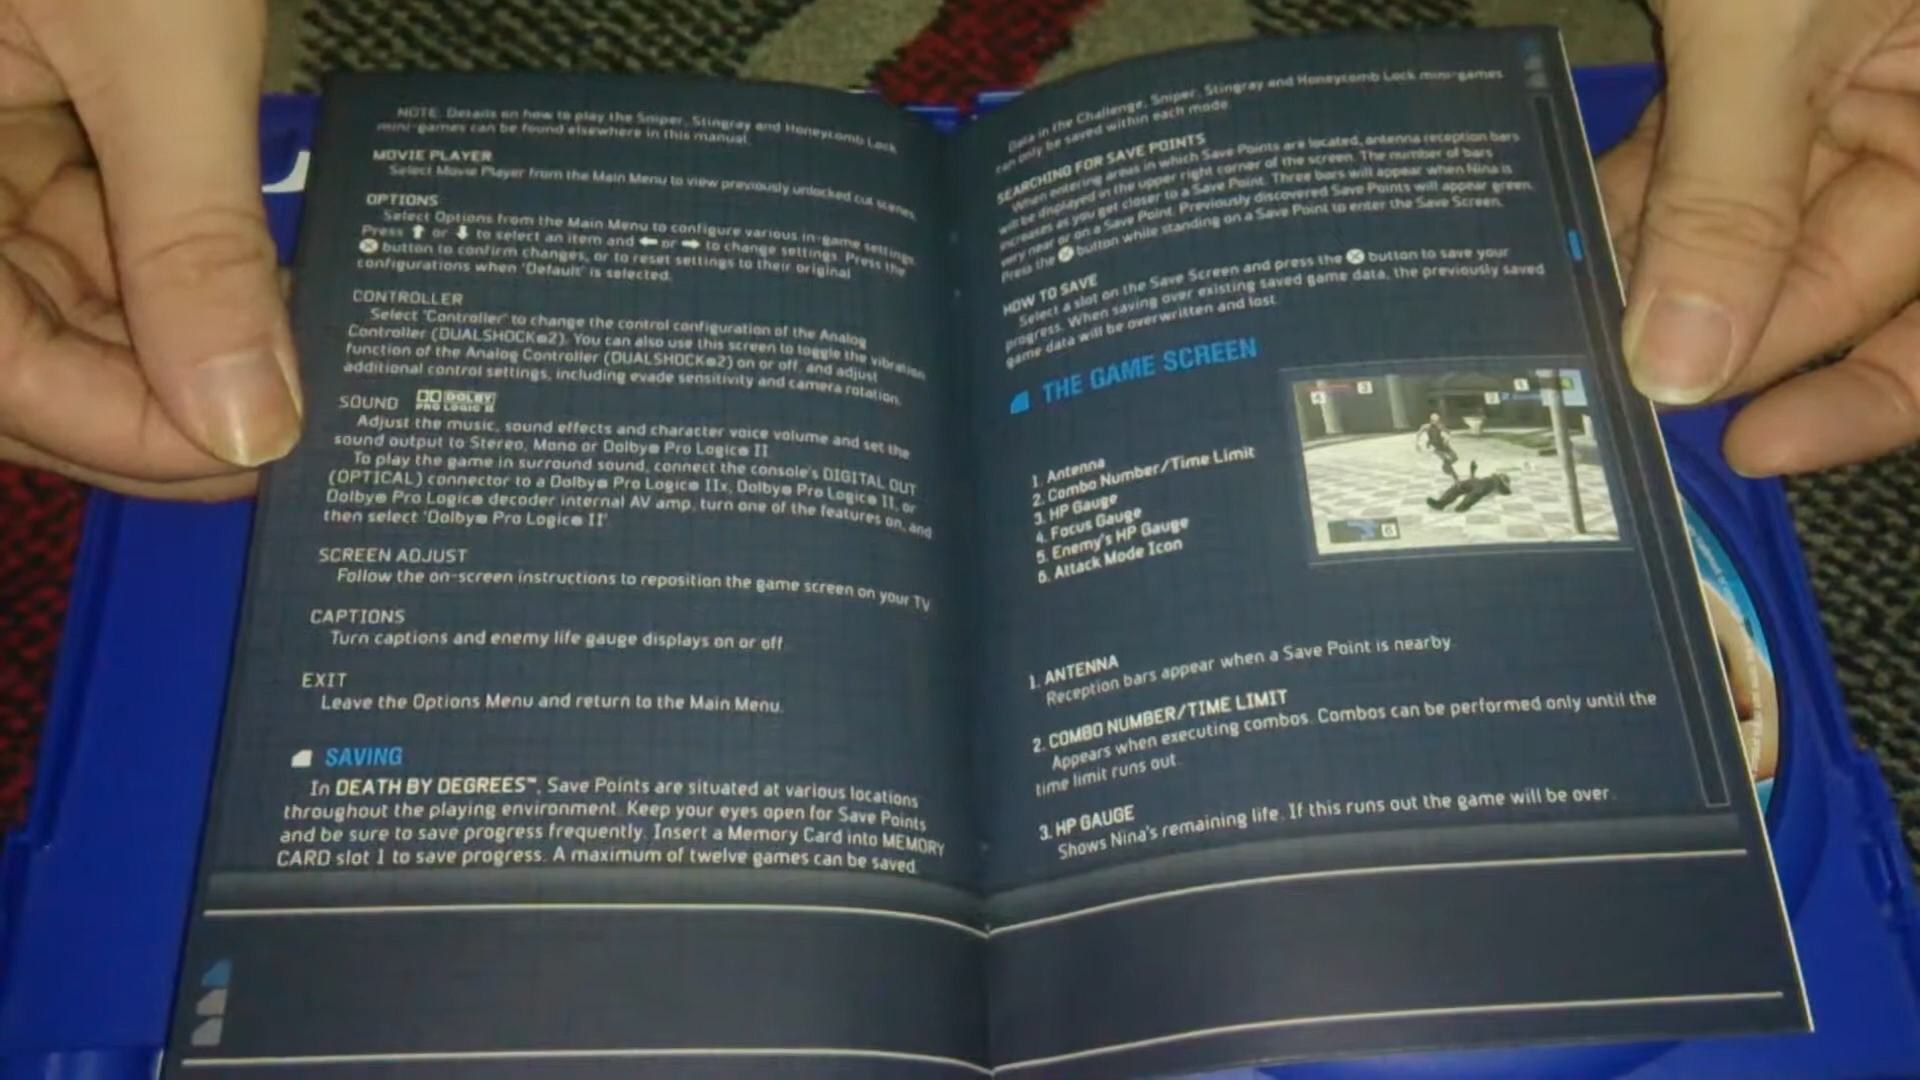 NOTE: Details on how to play the Sniper, Stingray and Honeycomb Lock
mini-games can be found elsewhere in this manual.
MOVIE PLAYER
Select Movie Player from the Main Menu to view previously unlocked cut scenes.
OPTIONS
Select Options from the Main Menu to configure various in-game settings.
Press ↑ or ↓ to select an item and ← or → to change settings. Press the
ⓧ button to confirm changes, or to reset settings to their original
configurations when 'Default' is selected.
CONTROLLER
Select 'Controller' to change the control configuration of the Analog
Controller (DUALSHOCK®2). You can also use this screen to toggle the vibration
function of the Analog Controller (DUALSHOCK®2) on or off, and adjust
additional control settings, including evade sensitivity and camera rotation.
SOUND DOLBY
PRO LOGIC II
Adjust the music, sound effects and character voice volume and set the
sound output to Stereo, Mono or Dolby® Pro Logic® II
To play the game in surround sound, connect the console's DIGITAL OUT
(OPTICAL) connector to a Dolby® Pro Logic® IIx, Dolby® Pro Logic® II, or
Dolby® Pro Logic® decoder internal AV amp, turn one of the features on, and
then select 'Dolby® Pro Logic® II'.
SCREEN ADJUST
Follow the on-screen instructions to reposition the game screen on your TV
CAPTIONS
Turn captions and enemy life gauge displays on or off
EXIT
Leave the Options Menu and return to the Main Menu.
SAVING
In DEATH BY DEGREES™, Save Points are situated at various locations
throughout the playing environment. Keep your eyes open for Save Points
and be sure to save progress frequently. Insert a Memory Card into MEMORY
CARD slot 1 to save progress. A maximum of twelve games can be saved.
Data in the Challenge, Sniper, Stingray and Honeycomb Lock mini-games
can only be saved within each mode.
SEARCHING FOR SAVE POINTS
When entering areas in which Save Points are located, antenna reception bars
will be displayed on the upper right corner of the screen. The number of bars
increases as you get closer to a Save Point. Three bars will appear when Nina is
very near or on a Save Point. Previously discovered Save Points will appear green.
Press the ⓧ button while standing on a Save Point to enter the Save Screen.
HOW TO SAVE
Select a slot on the Save Screen and press the ⓧ button to save your
progress. When saving over existing saved game data, the previously saved
game data will be overwritten and lost.
THE GAME SCREEN
1. Antenna
2. Combo Number/Time Limit
3. HP Gauge
4. Focus Gauge
5. Enemy's HP Gauge
6. Attack Mode Icon
1. ANTENNA
Reception bars appear when a Save Point is nearby.
2. COMBO NUMBER/TIME LIMIT
Appears when executing combos. Combos can be performed only until the
time limit runs out.
3. HP GAUGE
Shows Nina's remaining life. If this runs out the game will be over.